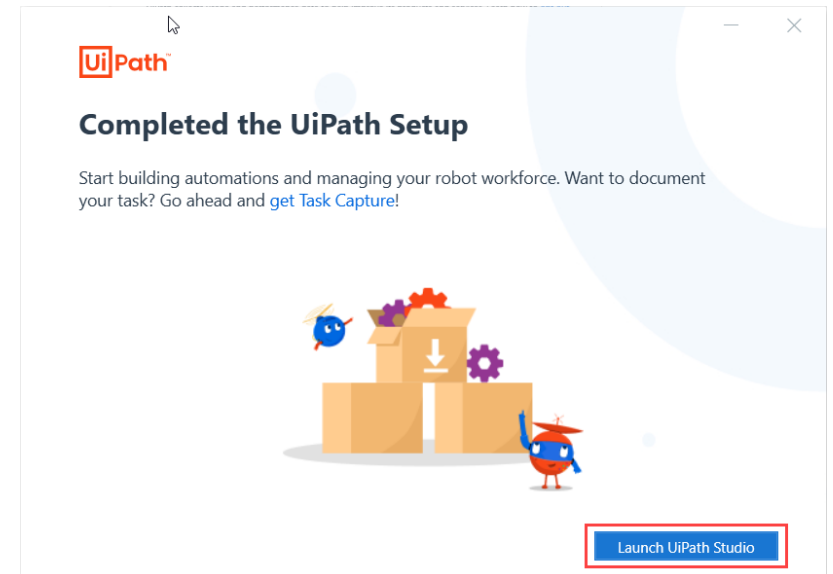 UiPath™
Completed the UiPath Setup
Start building automations and managing your robot workforce. Want to document
your task? Go ahead and get Task Capture!
Launch UiPath Studio